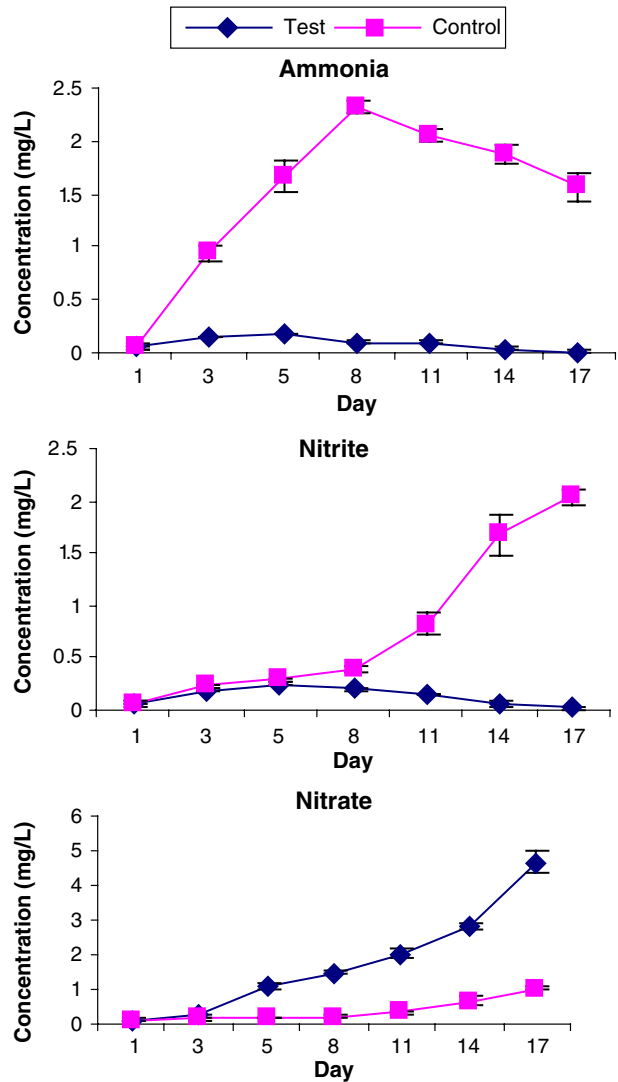 Test Control
Ammonia
Concentration (mg/L)
2.5
2
1.5
1
0.5
0
1 3 5 8 11 14 17
Day
Nitrite
Concentration (mg/L)
2.5
2
1.5
1
0.5
0
1 3 5 8 11 14 17
Day
Nitrate
Concentration (mg/L)
6
5
4
3
2
1
0
1 3 5 8 11 14 17
Day